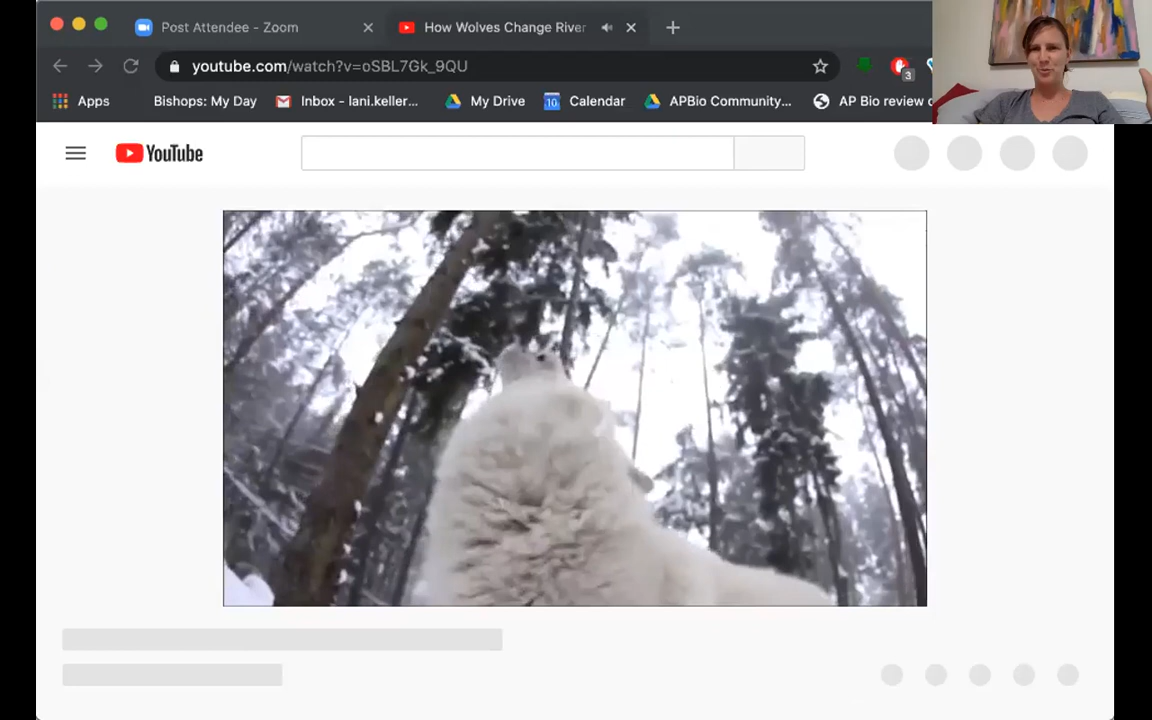 Post Attendee - Zoom
How Wolves Change River
youtube.com/watch?v=oSBL7Gk_9QU
3
Apps
Bishops: My Day
Inbox - lani.keller...
My Drive
10
Calendar
APBio Community...
AP Bio review
YouTube